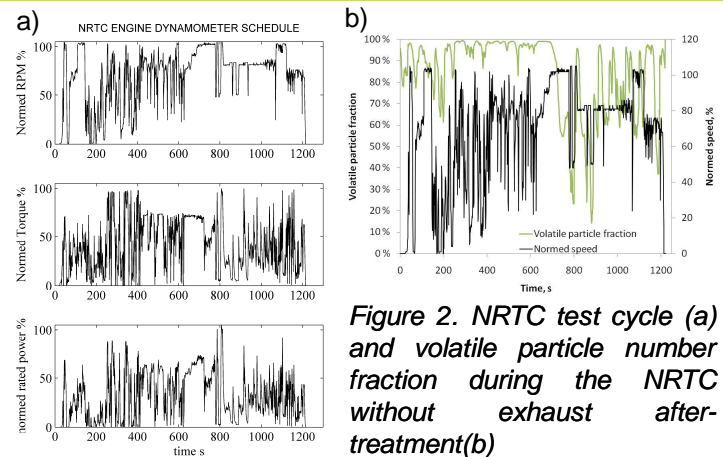 a)
NRTC ENGINE DYNAMOMETER SCHEDULE
Normed RPM %
100
50
0
0 200 400 600 800 1000 1200
Normed Torque %
100
50
0
0 200 400 600 800 1000 1200
normed rated power %
100
50
0
0 200 400 600 800 1000 1200
time s
b)
Volatile particle fraction
100 %
90 %
80 %
70 %
60 %
50 %
40 %
30 %
20 %
10 %
0 %
120
100
80
60
40
20
0
Normed speed, %
Volatile particle fraction
Normed speed
0 200 400 600 800 1000 1200
Time, s
Figure 2. NRTC test cycle (a)
and volatile particle number
fraction during the NRTC
without exhaust after-
treatment(b)